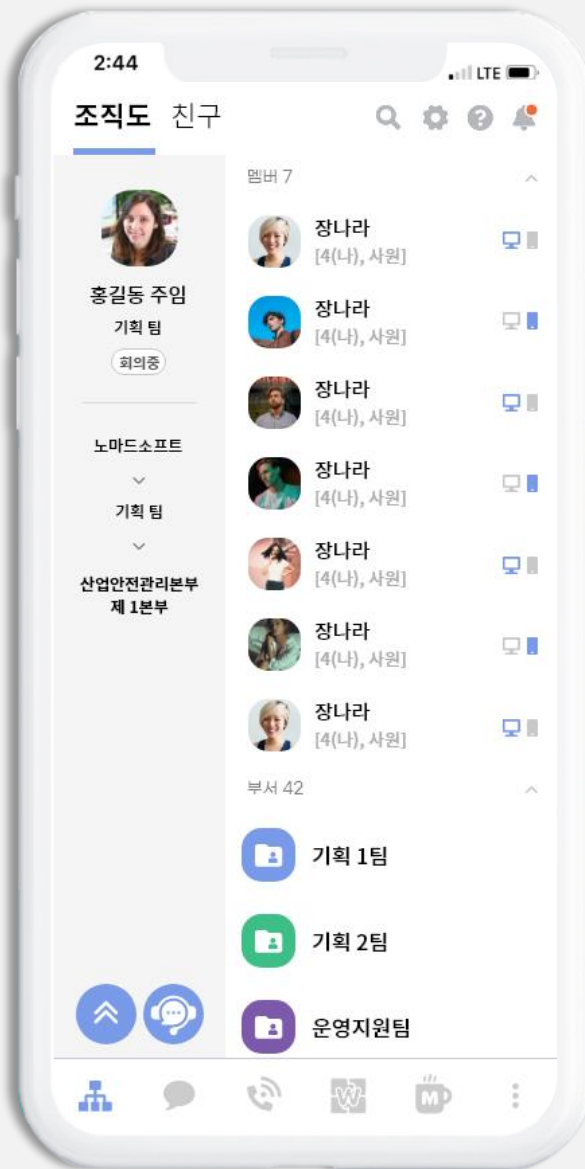 2:44
LTE
조직도 친구
홍길동 주임
기획 팀
회의중
노마드소프트
기획 팀
산업안전관리본부
제 1본부
멤버 7
장나라
[4(나), 사원]
장나라
[4(나), 사원]
장나라
[4(나), 사원]
장나라
[4(나), 사원]
장나라
[4(나), 사원]
장나라
[4(나), 사원]
장나라
[4(나), 사원]
부서 42
기획 1팀
기획 2팀
운영지원팀
W
M